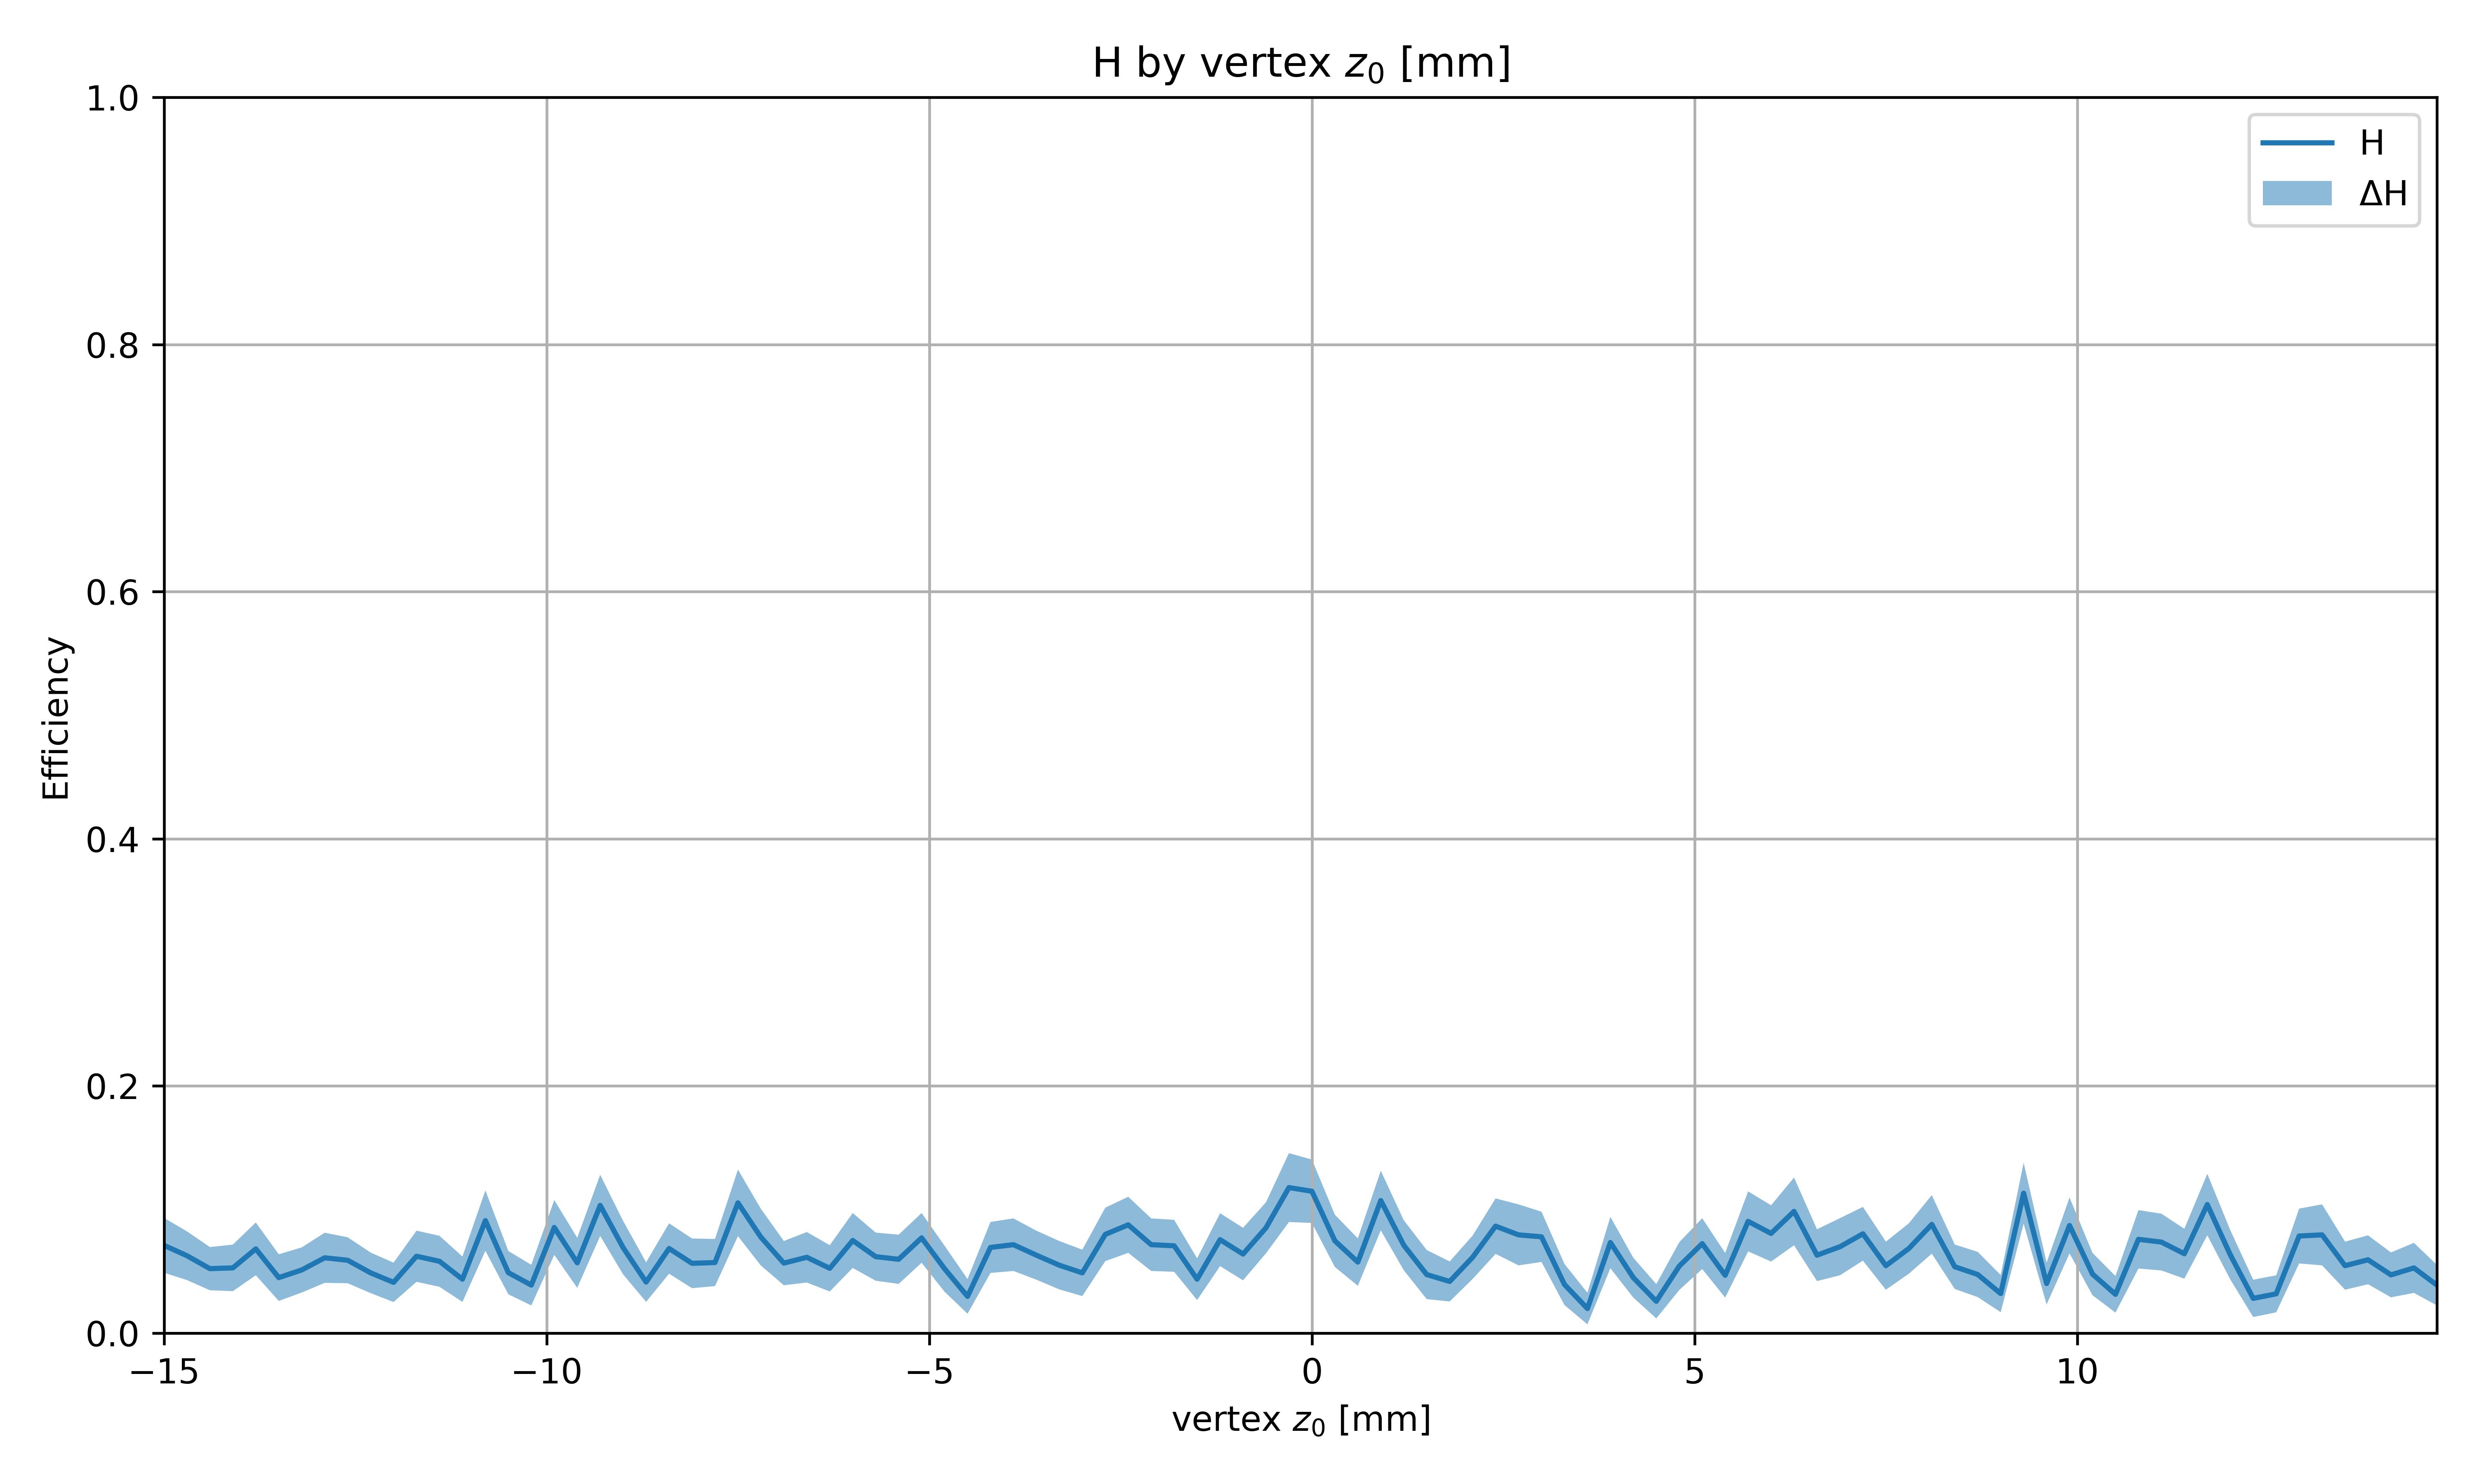 H by vertex z₀ [mm]
1.0
0.8
0.6
0.4
0.2
0.0
Efficiency
H
ΔH
−15
−10
−5
0
5
10
vertex z₀ [mm]